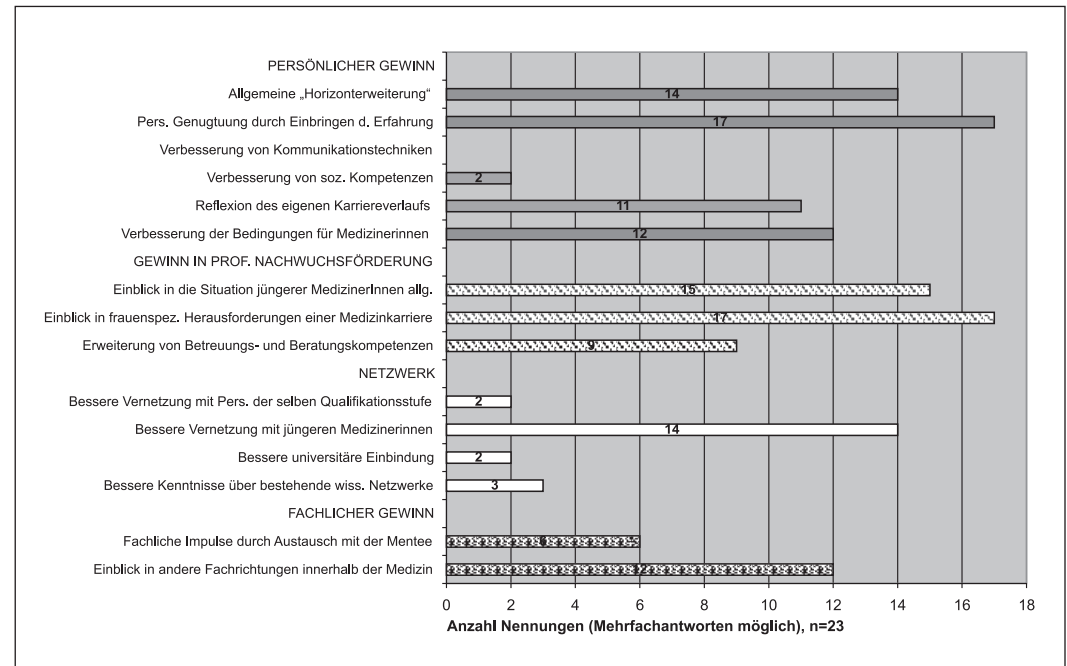 PERSÖNLICHER GEWINN
Allgemeine „Horizonterweiterung“ 14
Pers. Genugtuung durch Einbringen d. Erfahrung 17
Verbesserung von Kommunikationstechniken
Verbesserung von soz. Kompetenzen 2
Reflexion des eigenen Karriereverlaufs 11
Verbesserung der Bedingungen für Medizinerinnen 12
GEWINN IN PROF. NACHWUCHSFÖRDERUNG
Einblick in die Situation jüngerer MedizinerInnen allg. 15
Einblick in frauenspez. Herausforderungen einer Medizinkarriere 17
Erweiterung von Betreuungs- und Beratungskompetenzen 9
NETZWERK
Bessere Vernetzung mit Pers. der selben Qualifikationsstufe 2
Bessere Vernetzung mit jüngeren Medizinerinnen 14
Bessere universitäre Einbindung 2
Bessere Kenntnisse über bestehende wiss. Netzwerke 3
FACHLICHER GEWINN
Fachliche Impulse durch Austausch mit der Mentee 6
Einblick in andere Fachrichtungen innerhalb der Medizin 12
0 2 4 6 8 10 12 14 16 18
Anzahl Nennungen (Mehrfachantworten möglich), n=23